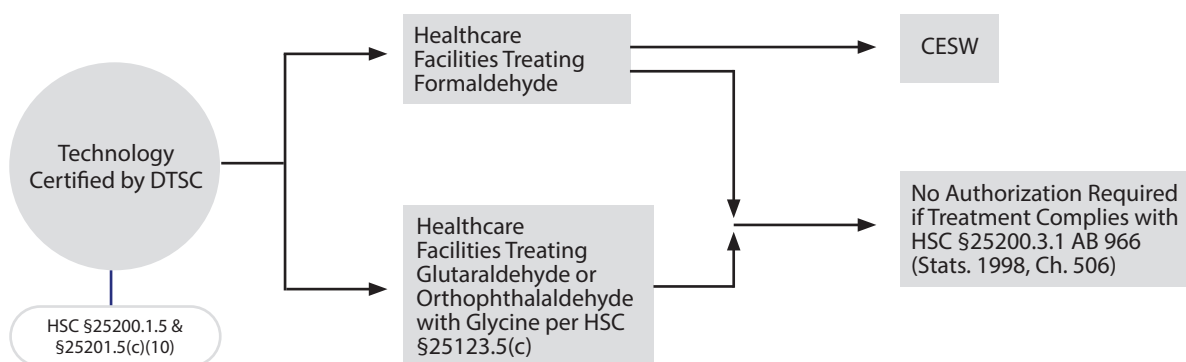 Technology
Certified by DTSC
HSC §25200.1.5 &
§25201.5(c)(10)
Healthcare
Facilities Treating
Formaldehyde
CESW
Healthcare
Facilities Treating
Glutaraldehyde or
Orthophthalaldehyde
with Glycine per HSC
§25123.5(c)
No Authorization Required
if Treatment Complies with
HSC §25200.3.1 AB 966
(Stats. 1998, Ch. 506)